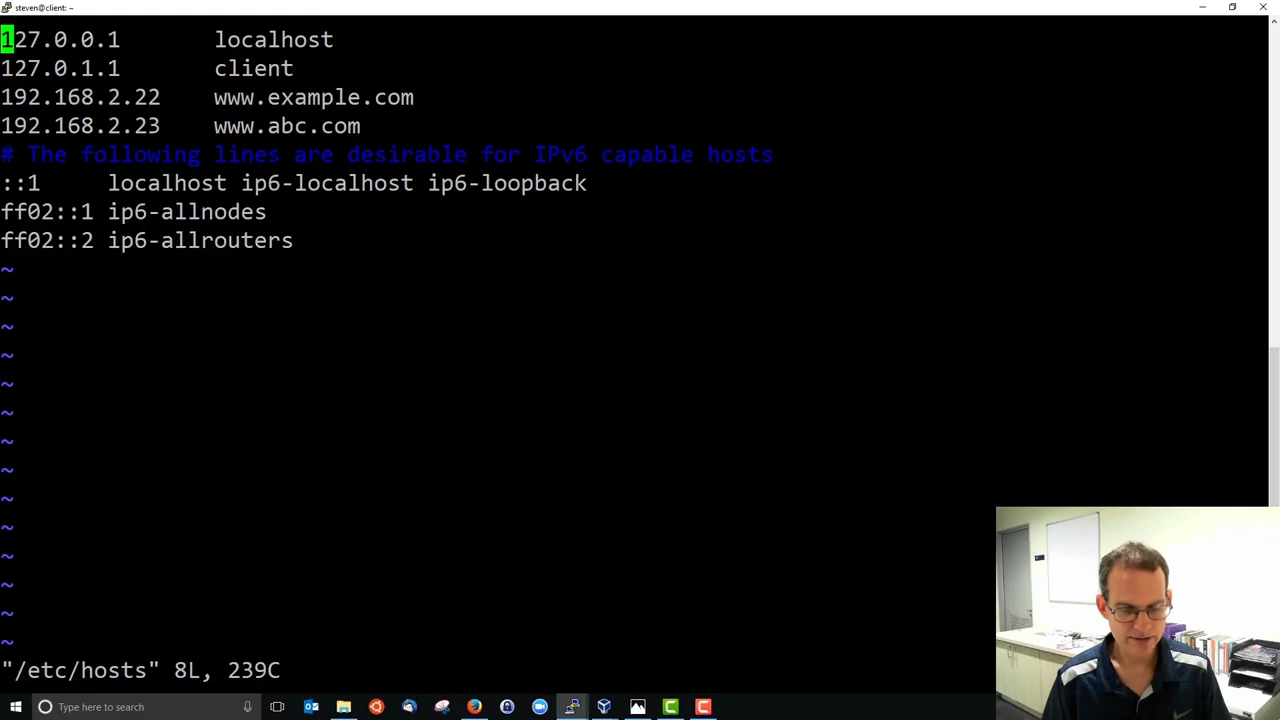 steven@client: ~
127.0.0.1 localhost
127.0.1.1 client
192.168.2.22 www.example.com
192.168.2.23 www.abc.com
# The following lines are desirable for IPv6 capable hosts
::1 localhost ip6-localhost ip6-loopback
ff02::1 ip6-allnodes
ff02::2 ip6-allrouters
~
~
~
~
~
~
~
~
~
~
~
~
~
~
"/etc/hosts" 8L, 239C
Type here to search